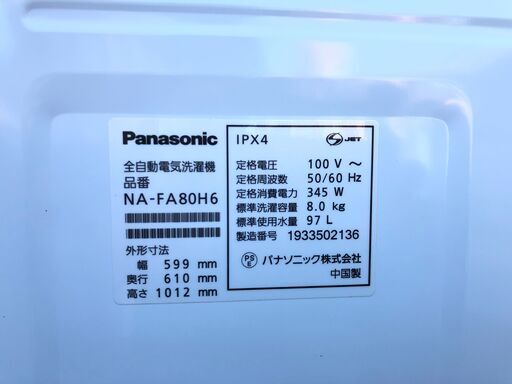 Panasonic
全自動電気洗濯機
品番
NA-FA80H6
外形寸法
幅 599 mm
奥行 610 mm
高さ 1012 mm
IPX4
JET
定格電圧 100 V ～
定格周波数 50/60 Hz
定格消費電力 345 W
標準洗濯容量 8.0 kg
標準使用水量 97 L
製造番号 1933502136
PSE パナソニック株式会社
中国製